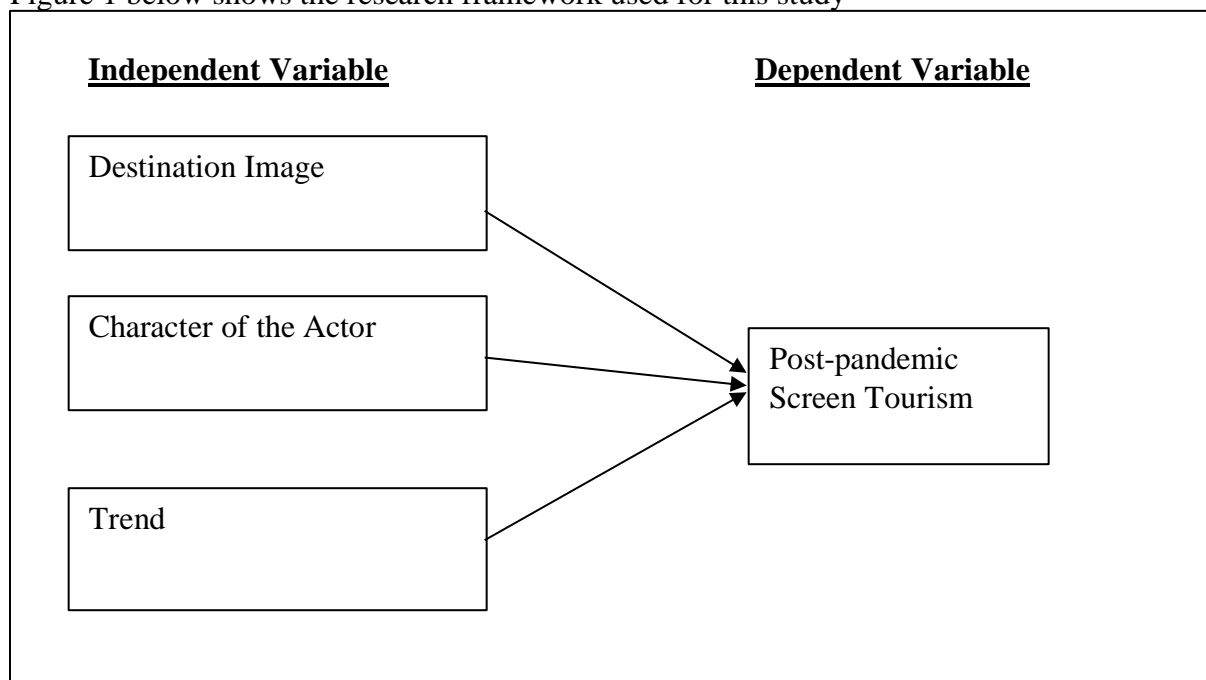 Figure 1 below shows the research framework used for this study
Independent Variable
Dependent Variable
Destination Image
Character of the Actor
Post-pandemic
Screen Tourism
Trend